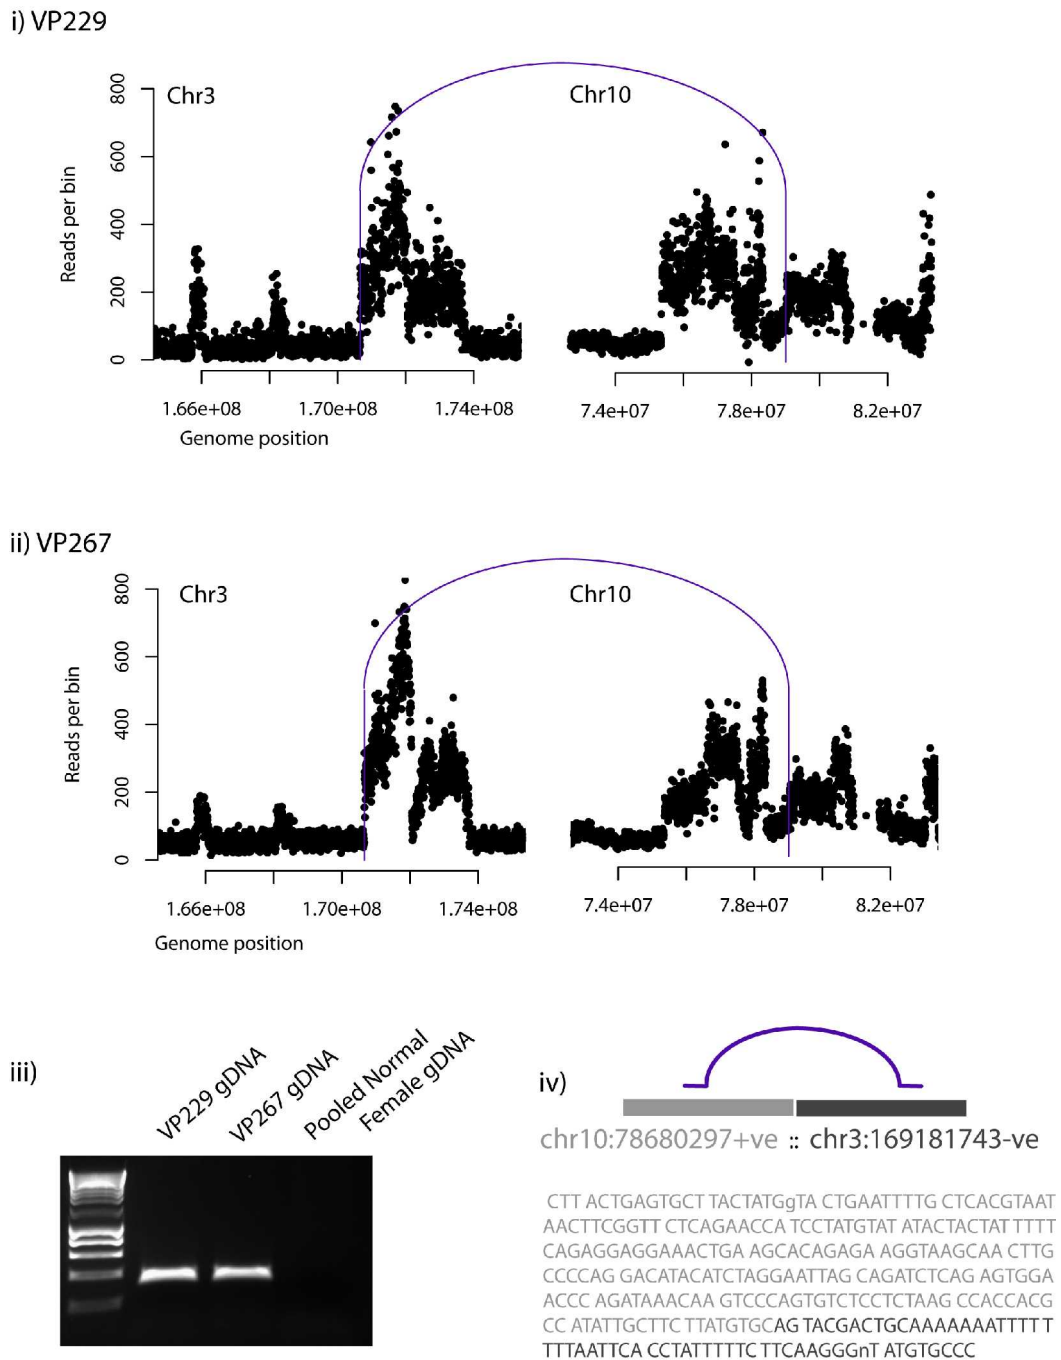 i) VP229
Chr3
Chr10
Reads per bin
0 200 400 600 800
1.66e+08 1.70e+08 1.74e+08
7.4e+07 7.8e+07 8.2e+07
Genome position
ii) VP267
Chr3
Chr10
Reads per bin
0 200 400 600 800
1.66e+08 1.70e+08 1.74e+08
7.4e+07 7.8e+07 8.2e+07
Genome position
iii)
VP229 gDNA
VP267 gDNA
Pooled Normal
Female gDNA
iv)
chr10:78680297+ve :: chr3:169181743-ve
CTT ACTGAGTGCT TACTATGgTA CTGAATTTTG CTCACGTAAT
AACTTCGGTT CTCAGAACCA TCCTATGTAT ATACTACTAT TTTT
CAGAGGAGGAAACTGA AGCACAGAGA AGGTAAGCAA CTTG
CCCCAG GACATACATCTAGGAATTAG CAGATCTCAG AGTGGA
ACCC AGATAAACAA GTCCCAGTGTCTCCTCTAAG CCACCACG
CC ATATTGCTTC TTATGTGCAG TACGACTGCAAAAAAATTTTT T
TTTAATTCA CCTATTTTTC TTCAAGGGnT ATGTGCCC